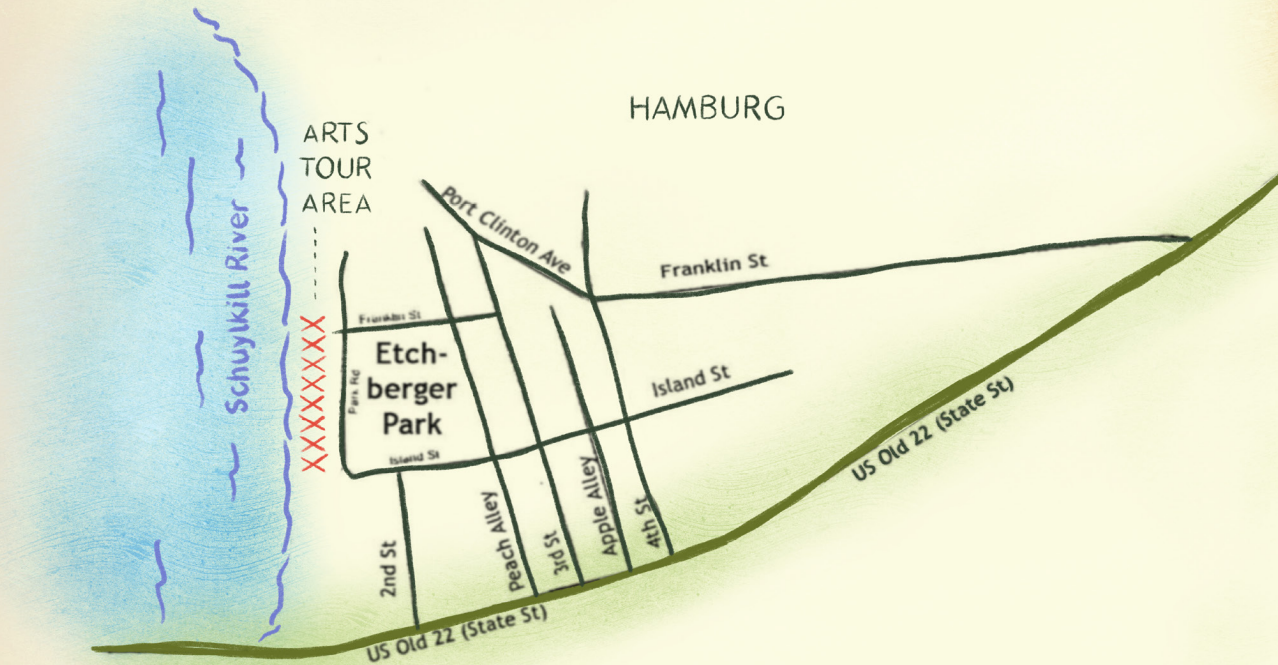 HAMBURG
ARTS
TOUR
AREA
Port Clinton Ave
Franklin St
Schuylkill River
Franklin St
Etch-
berger
Park
Park Rd
Island St
Island St
US Old 22 (State St)
2nd St
Peach Alley
3rd St
Apple Alley
4th St
US Old 22 (State St)